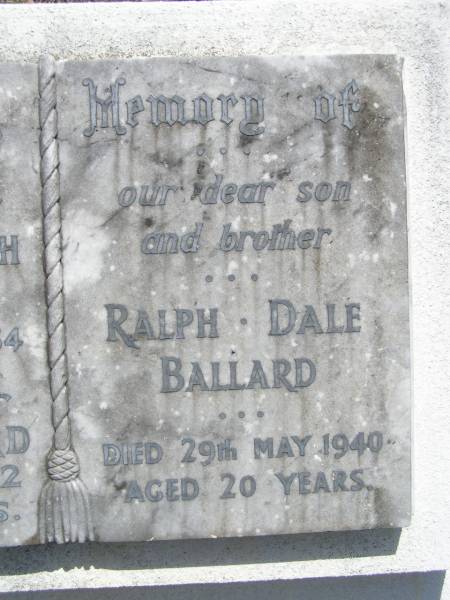 Memory of
our dear son
and brother
RALPH · DALE
BALLARD
DIED 29th MAY 1940
AGED 20 YEARS.